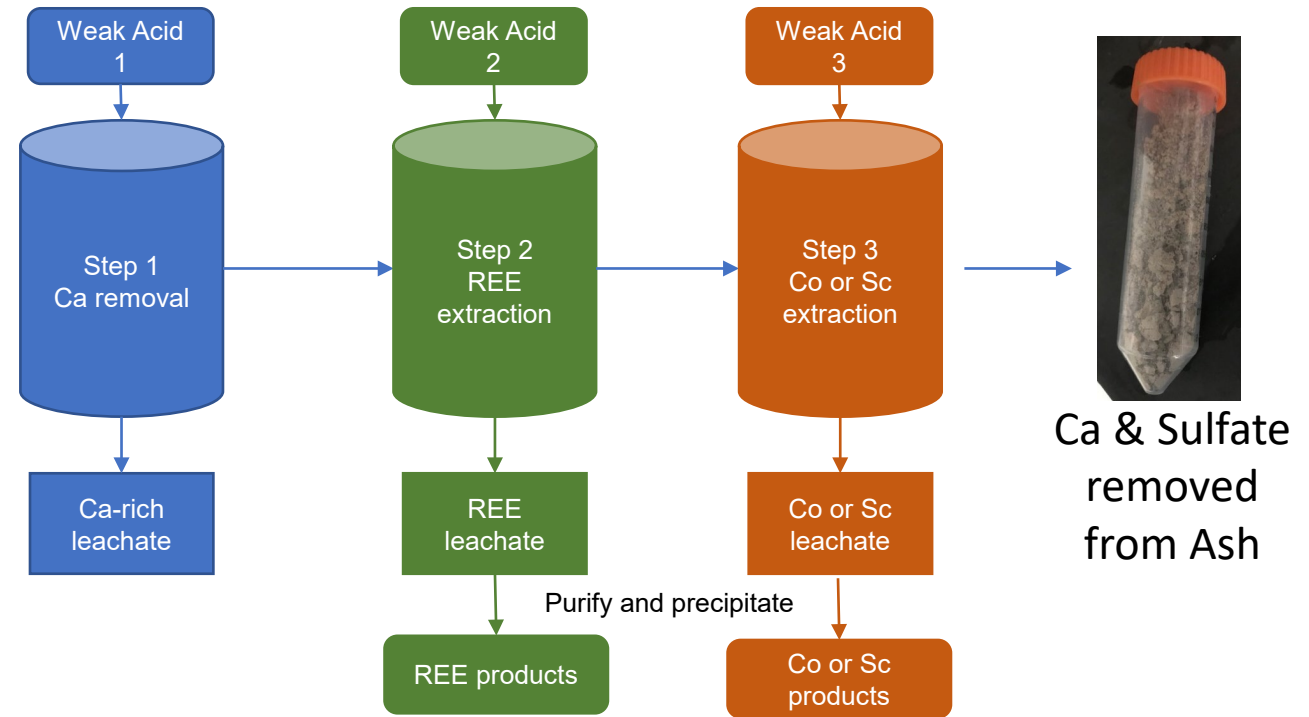 Weak Acid
1
Weak Acid
2
Weak Acid
3
Step 1
Ca removal
Step 2
REE
extraction
Step 3
Co or Sc
extraction
Ca & Sulfate
removed
from Ash
Ca-rich
leachate
REE
leachate
Co or Sc
leachate
Purify and precipitate
REE products
Co or Sc
products